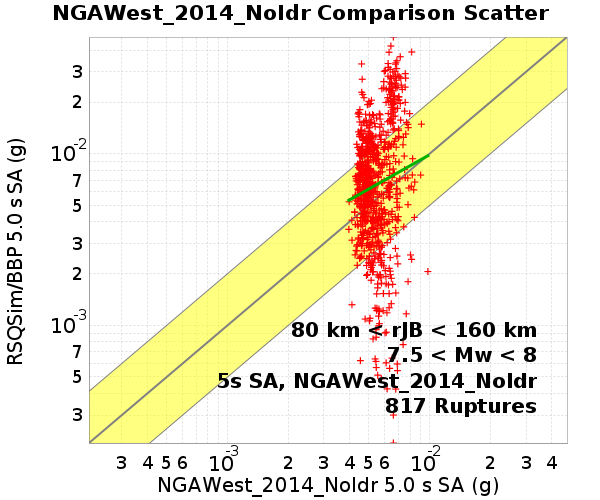 NGAWest_2014_NoIdr Comparison Scatter
RSQSim/BBP 5.0 s SA (g)
3
2
10-2
7
5
3
2
10-3
7
5
3
80 km < rJB < 160 km
7.5 < Mw < 8
5s SA, NGAWest_2014_NoIdr
817 Ruptures
3 4 5 6 10-3 2 3 4 5 6 10-2 2 3 4
NGAWest_2014_NoIdr 5.0 s SA (g)